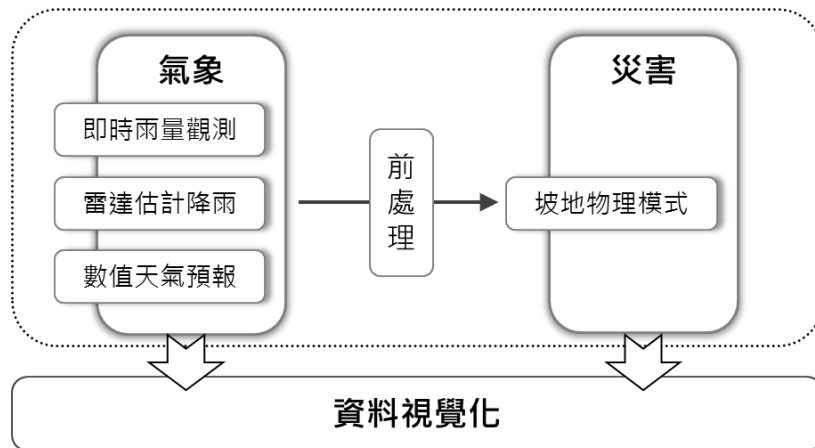 氣象
即時雨量觀測
雷達估計降雨
數值天氣預報
前
處
理
災害
坡地物理模式
資料視覺化